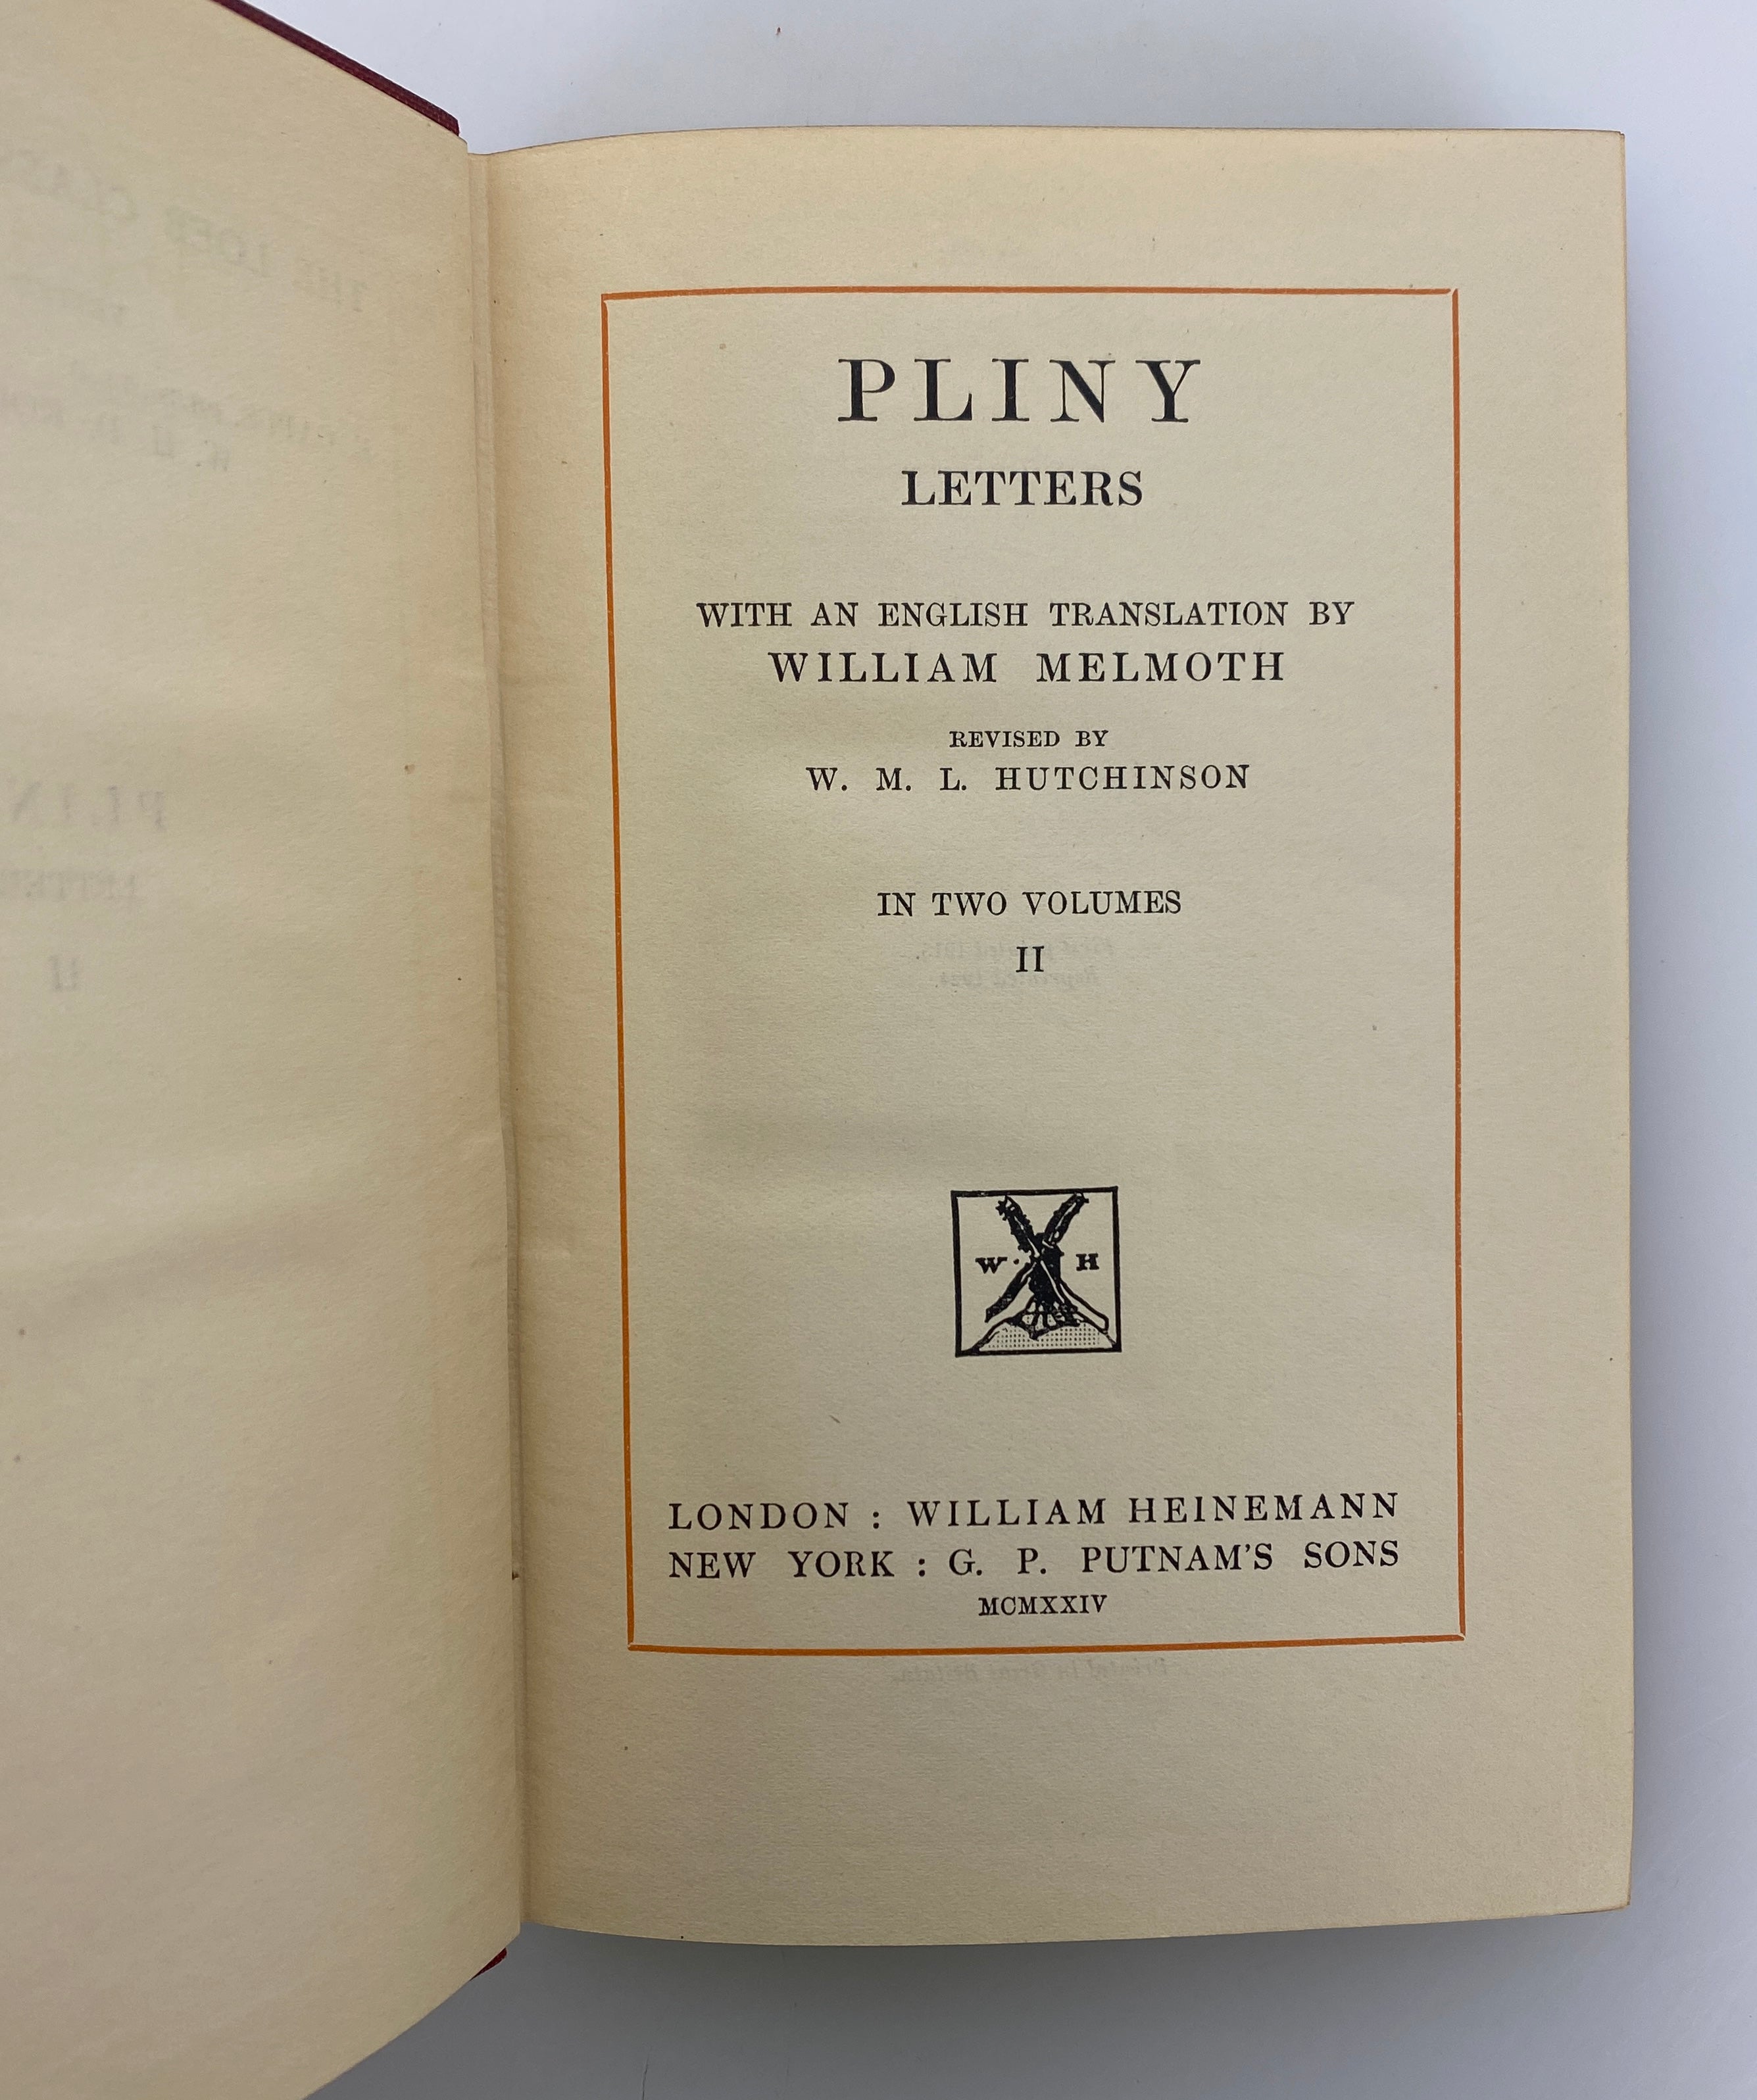 PLINY
LETTERS
WITH AN ENGLISH TRANSLATION BY
WILLIAM MELMOTH
REVISED BY
W. M. L. HUTCHINSON
IN TWO VOLUMES
II
W · H
LONDON : WILLIAM HEINEMANN
NEW YORK : G. P. PUTNAM'S SONS
MCMXXIV